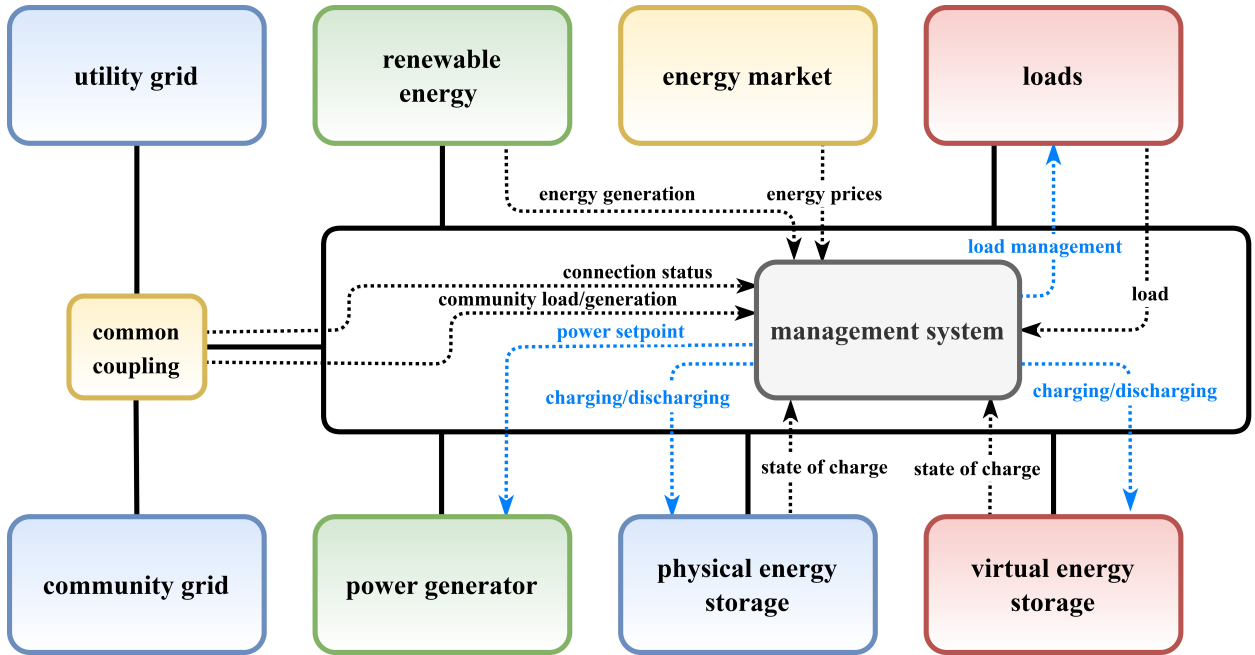 utility grid
renewable
energy
energy market
loads
energy generation
energy prices
load management
connection status
load
community load/generation
common
coupling
power setpoint
management system
charging/discharging
charging/discharging
state of charge
state of charge
community grid
power generator
physical energy
storage
virtual energy
storage